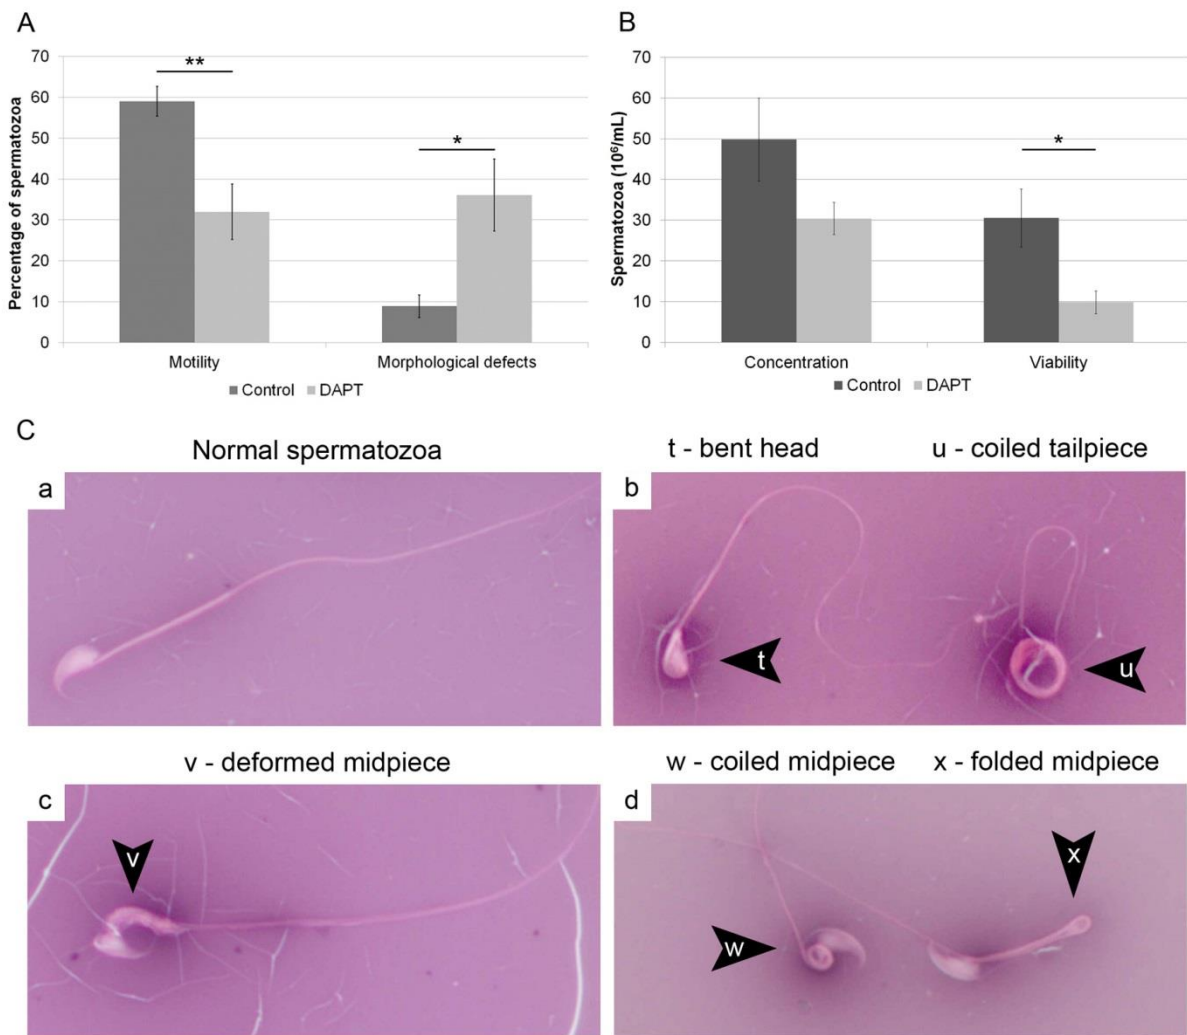 A
70
60
50
40
30
20
10
0
Percentage of spermatozoa
**
*
Motility
Morphological defects
Control DAPT
B
70
60
50
40
30
20
10
0
Spermatozoa (10⁶/mL)
*
Concentration
Viability
Control DAPT
C
Normal spermatozoa
a
t - bent head
u - coiled tailpiece
b
t
u
v - deformed midpiece
c
v
w - coiled midpiece
x - folded midpiece
d
x
w